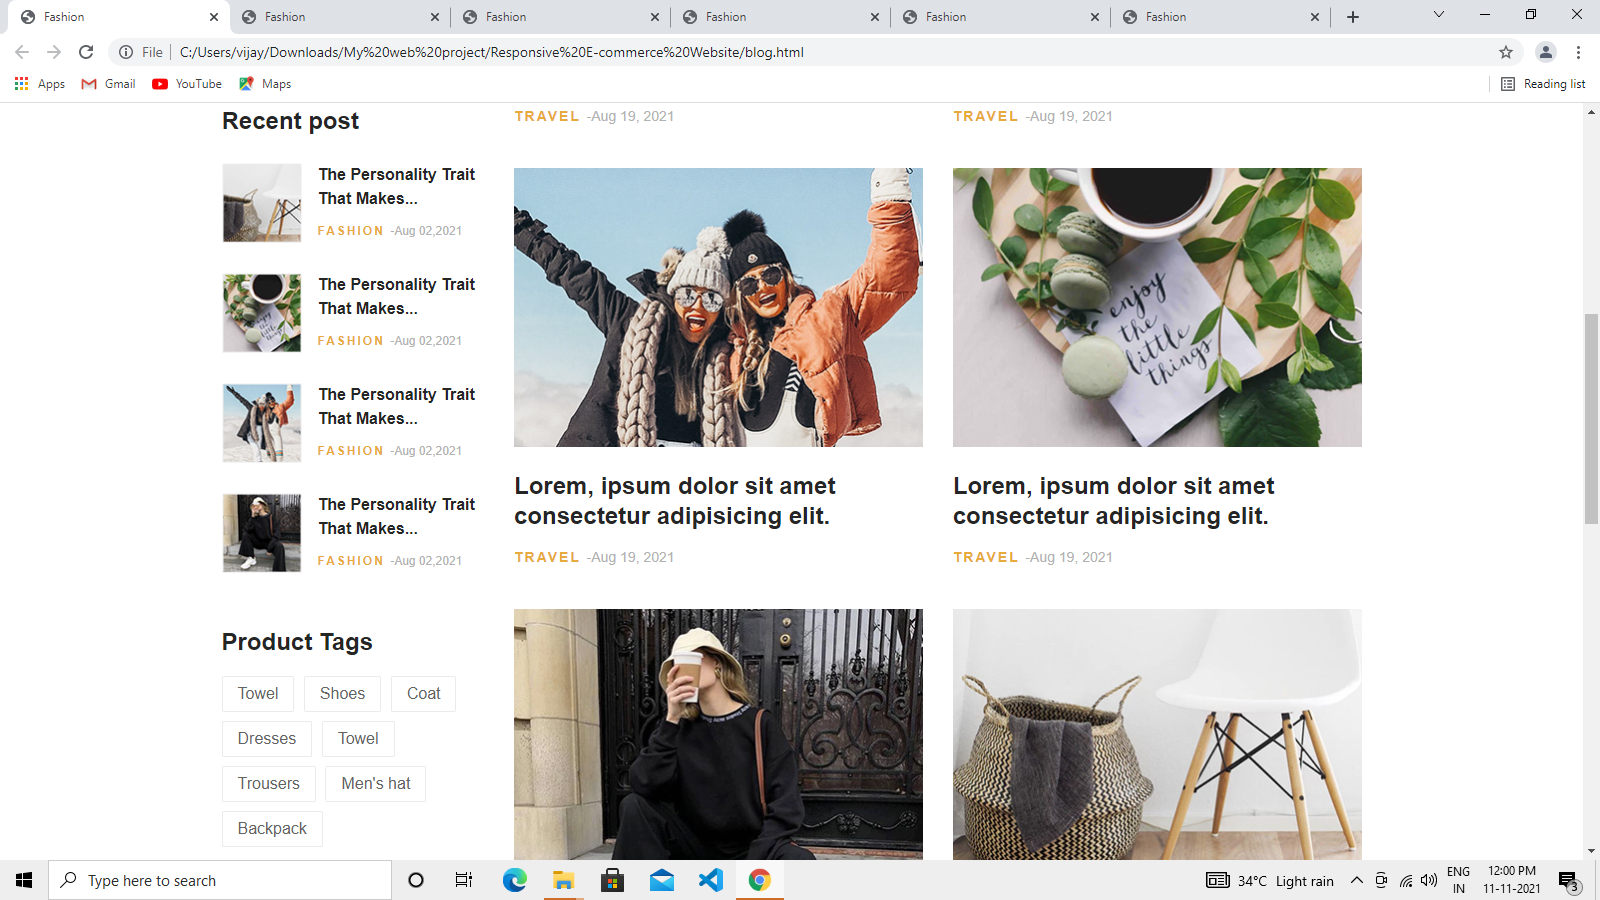 Fashion
Fashion
Fashion
Fashion
Fashion
Fashion
File
C:/Users/vijay/Downloads/My%20web%20project/Responsive%20E-commerce%20Website/blog.html
Apps
Gmail
YouTube
Maps
Reading list
Recent post
The Personality Trait
That Makes...
FASHION -Aug 02,2021
The Personality Trait
That Makes...
FASHION -Aug 02,2021
The Personality Trait
That Makes...
FASHION -Aug 02,2021
The Personality Trait
That Makes...
FASHION -Aug 02,2021
Product Tags
Towel
Shoes
Coat
Dresses
Towel
Trousers
Men's hat
Backpack
TRAVEL -Aug 19, 2021
TRAVEL -Aug 19, 2021
enjoy
the
little
things
Lorem, ipsum dolor sit amet
consectetur adipisicing elit.
TRAVEL -Aug 19, 2021
Lorem, ipsum dolor sit amet
consectetur adipisicing elit.
TRAVEL -Aug 19, 2021
Type here to search
34°C Light rain
ENG
IN
12:00 PM
11-11-2021
3